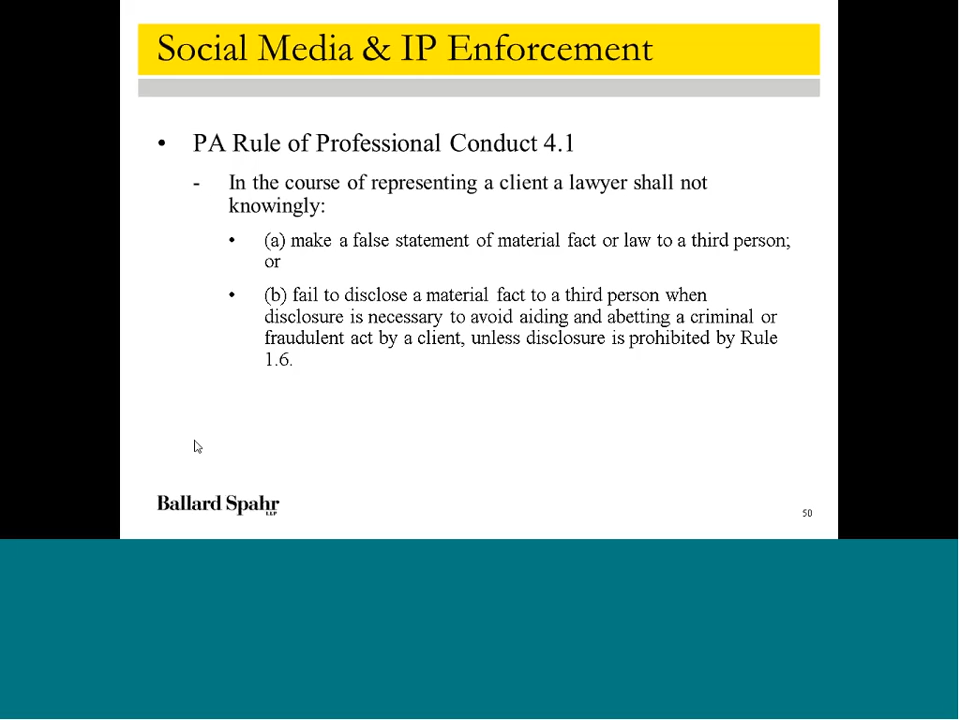 Social Media & IP Enforcement
• PA Rule of Professional Conduct 4.1
- In the course of representing a client a lawyer shall not
knowingly:
• (a) make a false statement of material fact or law to a third person;
or
• (b) fail to disclose a material fact to a third person when
disclosure is necessary to avoid aiding and abetting a criminal or
fraudulent act by a client, unless disclosure is prohibited by Rule
1.6.
Ballard Spahr
LLP
50